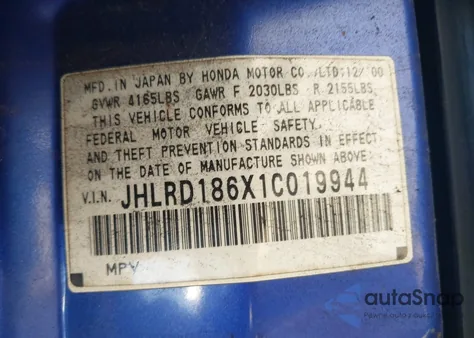 MFD. IN JAPAN BY HONDA MOTOR CO.,LTD.12/00
GVWR 4165LBS GAWR F 2030LBS R 2155LBS
THIS VEHICLE CONFORMS TO ALL APPLICABLE
FEDERAL MOTOR VEHICLE SAFETY,
AND THEFT PREVENTION STANDARDS IN EFFECT
ON THE DATE OF MANUFACTURE SHOWN ABOVE
V.I.N. JHLRD186X1C019944
MPV
autoSnap